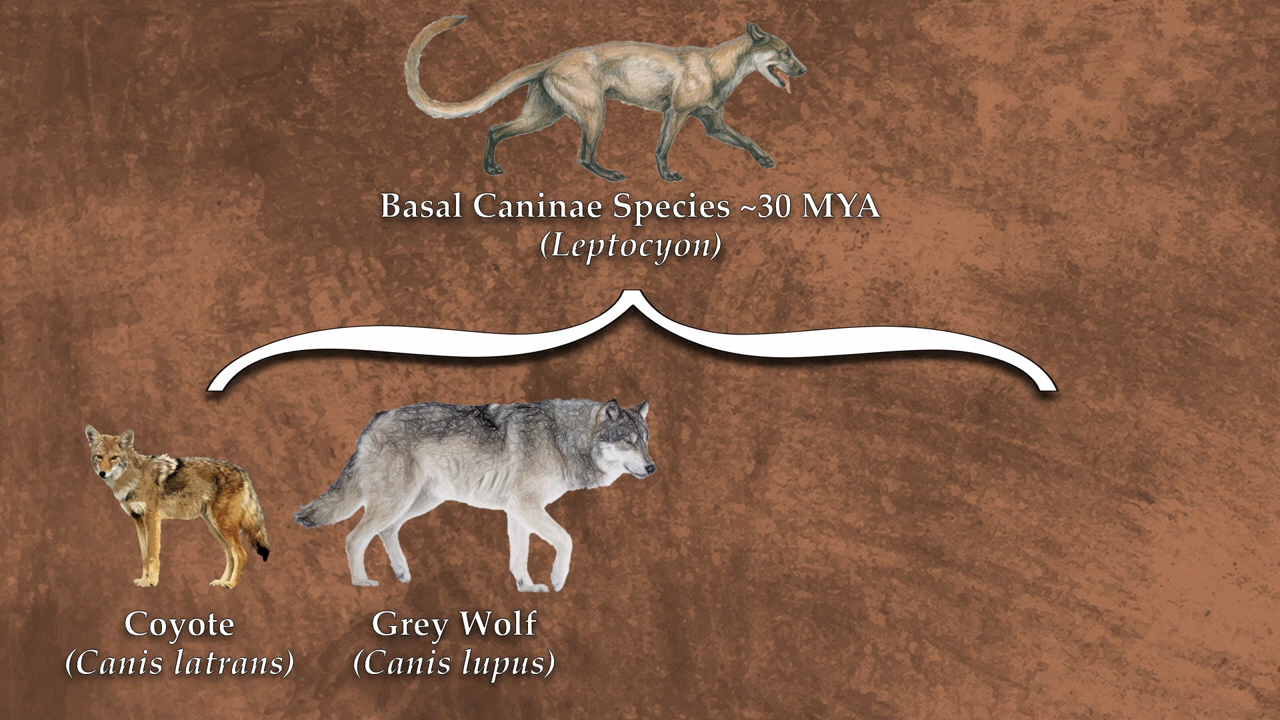 Basal Caninae Species ~30 MYA
(Leptocyon)
Coyote
(Canis latrans)
Grey Wolf
(Canis lupus)